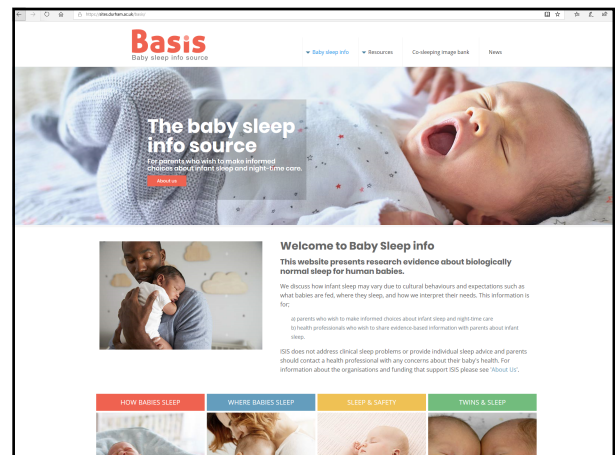 https://sites.durham.ac.uk/basis/
Basis
Baby sleep info source
Baby sleep info
Resources
Co-sleeping image bank
News
The baby sleep
info source
For parents who wish to make informed
choices about infant sleep and night-time care.
About us
Welcome to Baby Sleep info
This website presents research evidence about biologically
normal sleep for human babies.
We discuss how infant sleep may vary due to cultural behaviours and expectations such as
what babies are fed, where they sleep, and how we interpret their needs. This information is
for;
a) parents who wish to make informed choices about infant sleep and night-time care
b) health professionals who wish to share evidence-based information with parents about infant
sleep.
ISIS does not address clinical sleep problems or provide individual sleep advice and parents
should contact a health professional with any concerns about their baby's health. For
information about the organisations and funding that support ISIS please see 'About Us'.
HOW BABIES SLEEP
WHERE BABIES SLEEP
SLEEP & SAFETY
TWINS & SLEEP